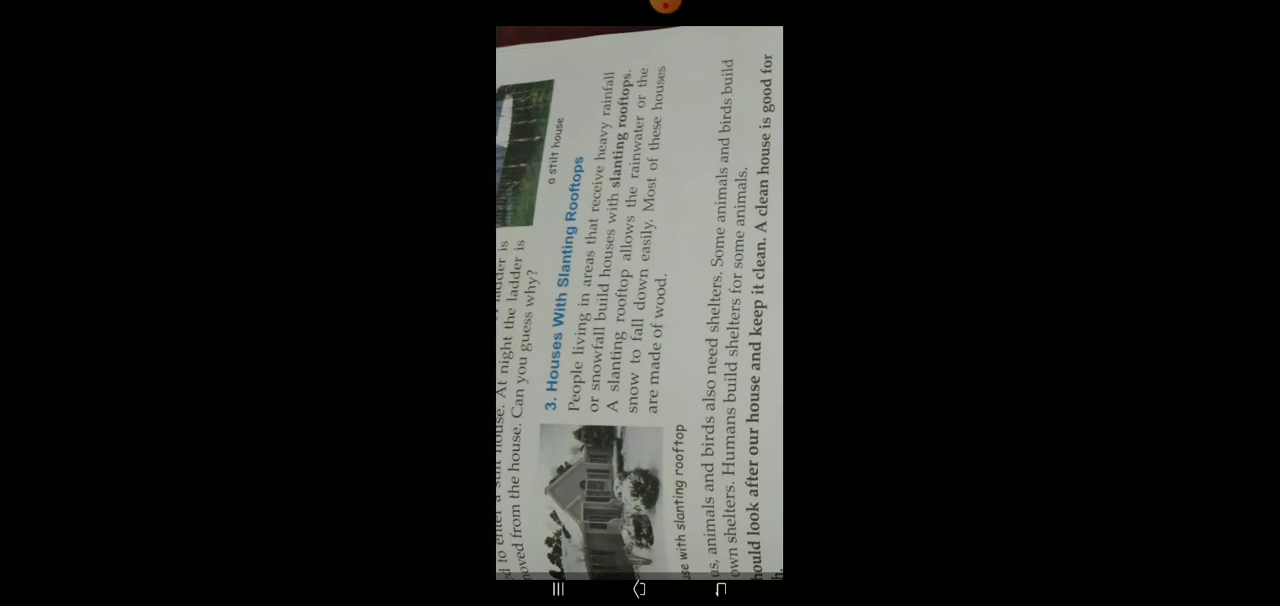 to enter a stilt house. At night the ladder is
moved from the house. Can you guess why?
a stilt house
3. Houses With Slanting Rooftops
People living in areas that receive heavy rainfall
or snowfall build houses with slanting rooftops.
A slanting rooftop allows the rainwater or the
snow to fall down easily. Most of these houses
are made of wood.
with slanting rooftop
us, animals and birds also need shelters. Some animals and birds build
own shelters. Humans build shelters for some animals.
hould look after our house and keep it clean. A clean house is good for
h.